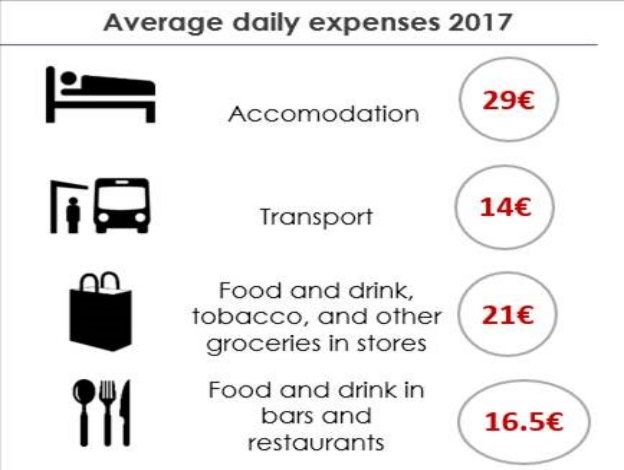 Average daily expenses 2017
Accomodation
29€
Transport
14€
Food and drink,
tobacco, and other
groceries in stores
21€
Food and drink in
bars and
restaurants
16.5€